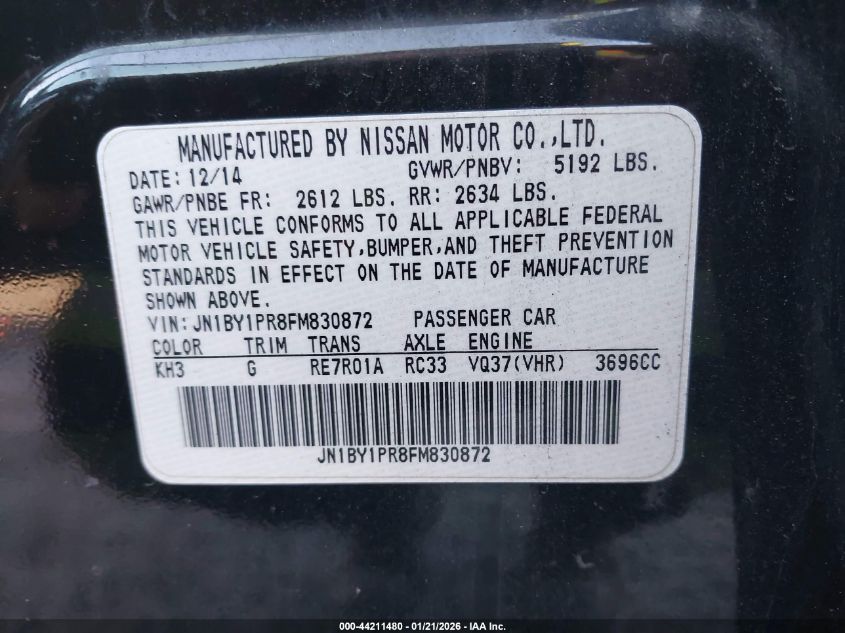 MANUFACTURED BY NISSAN MOTOR CO.,LTD.
DATE: 12/14 GVWR/PNBV: 5192 LBS.
GAWR/PNBE FR: 2612 LBS. RR: 2634 LBS.
THIS VEHICLE CONFORMS TO ALL APPLICABLE FEDERAL
MOTOR VEHICLE SAFETY,BUMPER,AND THEFT PREVENTION
STANDARDS IN EFFECT ON THE DATE OF MANUFACTURE
SHOWN ABOVE.
VIN: JN1BY1PR8FM830872 PASSENGER CAR
COLOR TRIM TRANS AXLE ENGINE
KH3 G RE7R01A RC33 VQ37(VHR) 3696CC
JN1BY1PR8FM830872
000-44211480 - 01/21/2026 - IAA Inc.